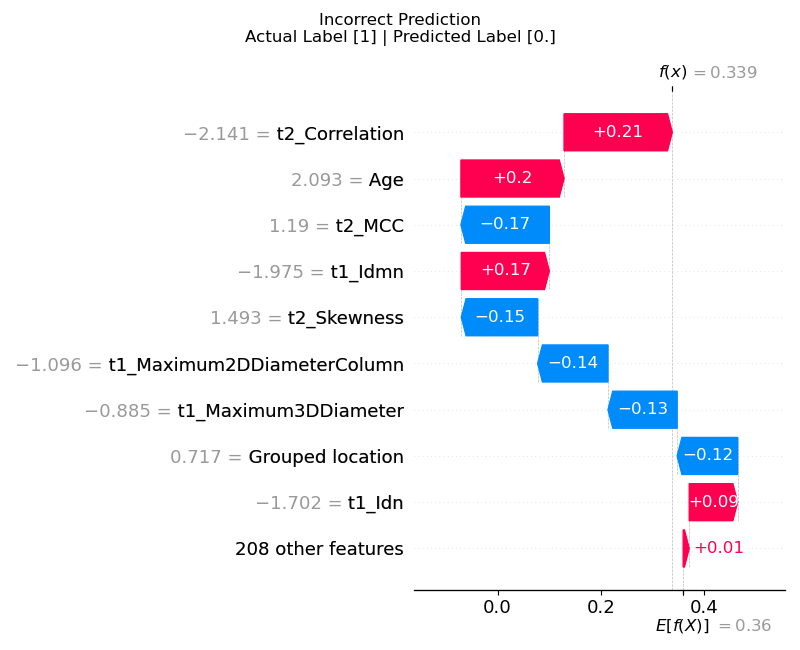 Incorrect Prediction
Actual Label [1] | Predicted Label [0.]
f(x) = 0.339
−2.141 = t2_Correlation +0.21
2.093 = Age +0.2
1.19 = t2_MCC −0.17
−1.975 = t1_Idmn +0.17
1.493 = t2_Skewness −0.15
−1.096 = t1_Maximum2DDiameterColumn −0.14
−0.885 = t1_Maximum3DDiameter −0.13
0.717 = Grouped location −0.12
−1.702 = t1_Idn +0.09
208 other features +0.01
0.0 0.2 0.4
E[f(X)] = 0.36